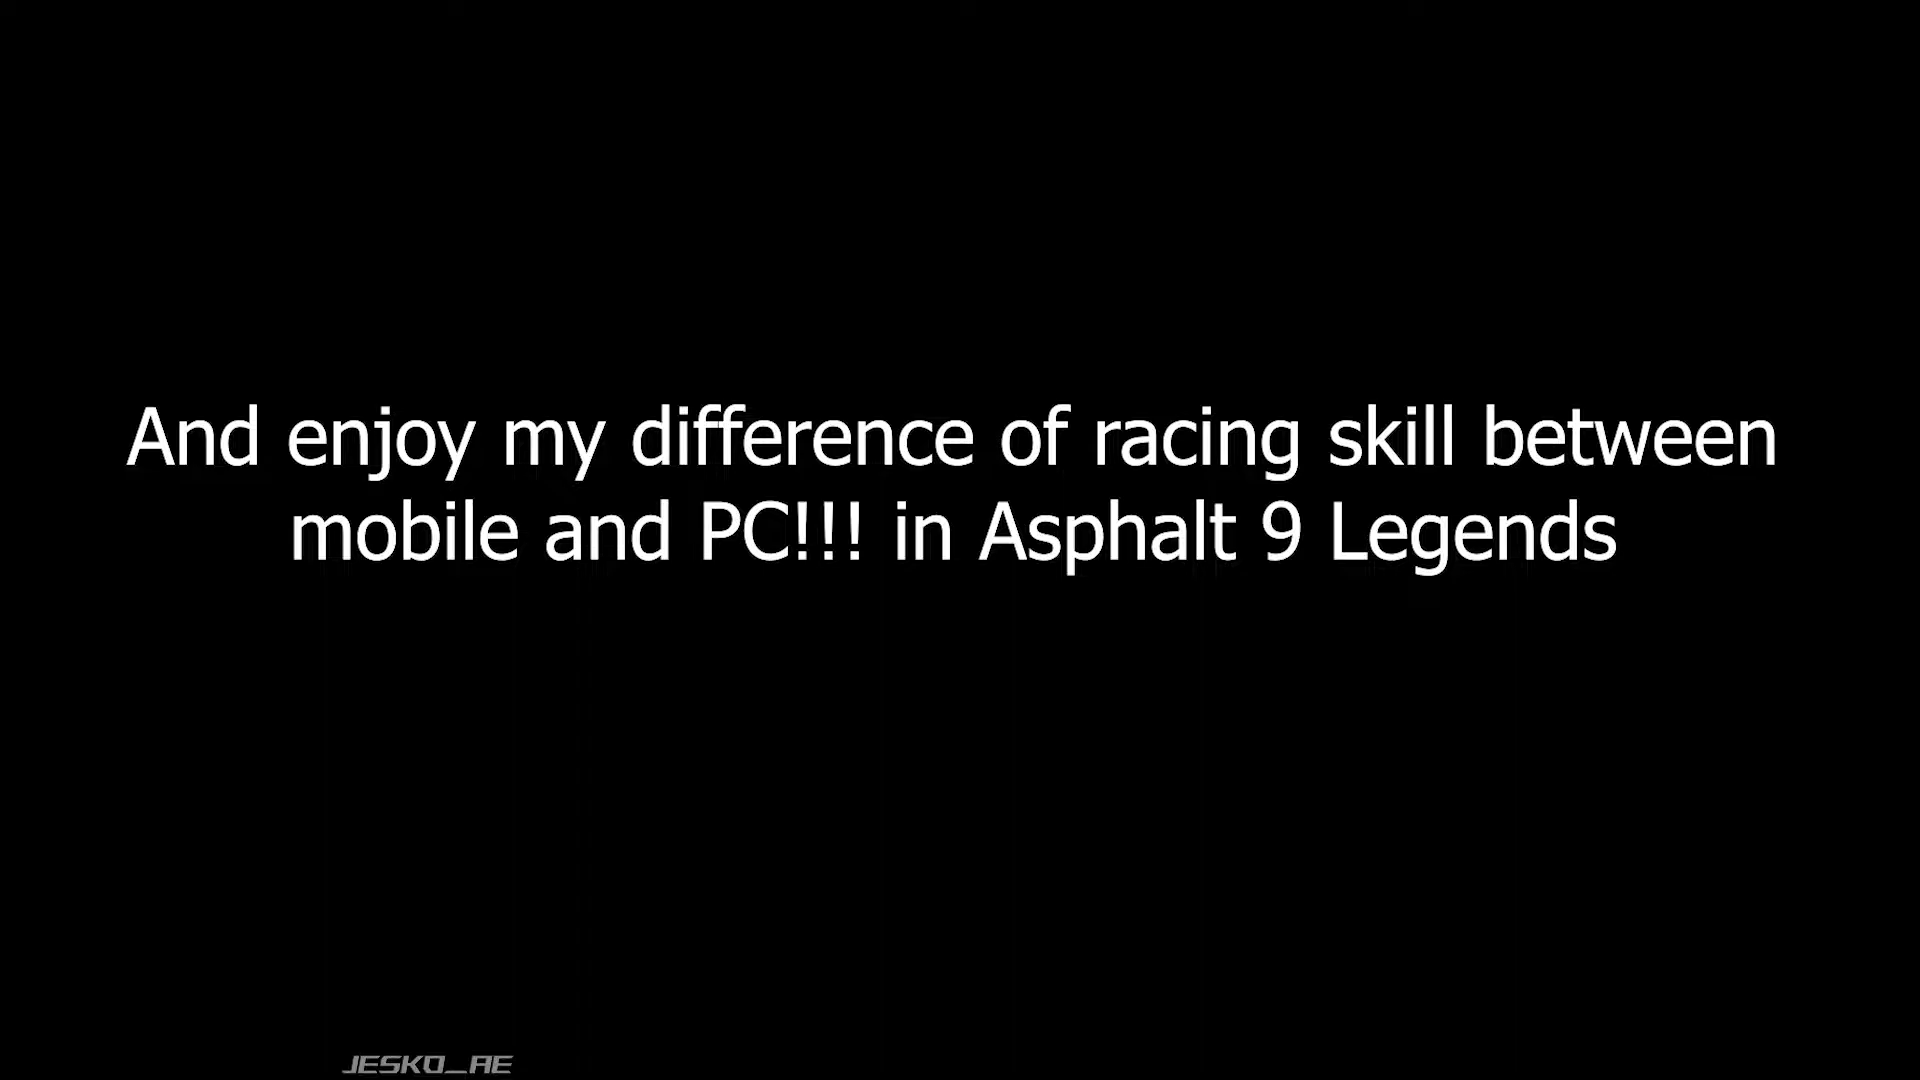 And enjoy my difference of racing skill between
mobile and PC!!! in Asphalt 9 Legends
JESKO_AE